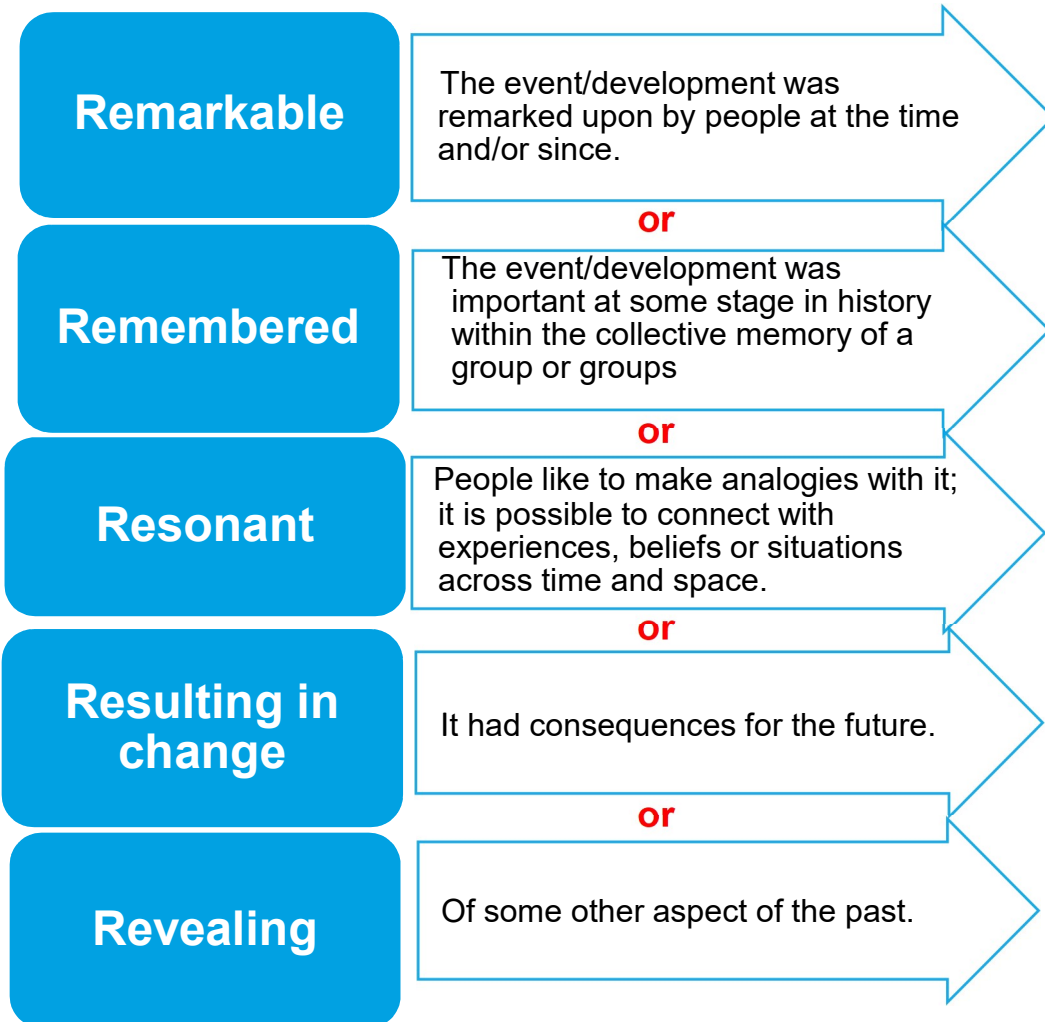 Remarkable
The event/development was
remarked upon by people at the time
and/or since.
or
Remembered
The event/development was
important at some stage in history
within the collective memory of a
group or groups
or
Resonant
People like to make analogies with it;
it is possible to connect with
experiences, beliefs or situations
across time and space.
or
Resulting in
change
It had consequences for the future.
or
Revealing
Of some other aspect of the past.